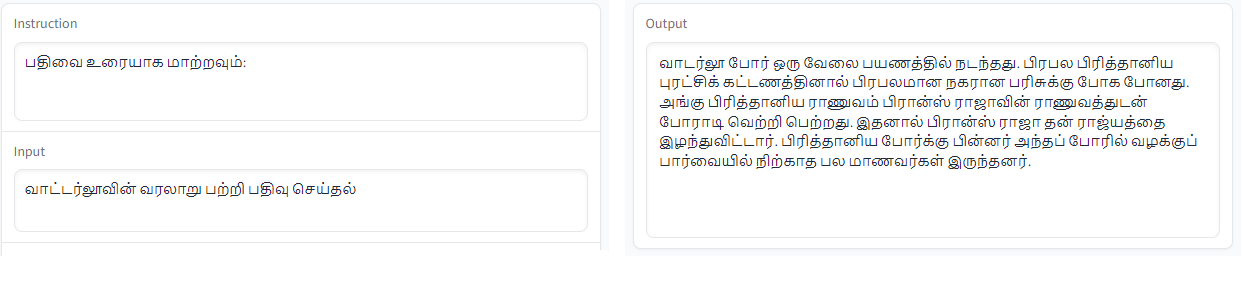 Instruction
பதிவை உரையாக மாற்றவும்:
Input
வாட்டர்லூவின் வரலாறு பற்றி பதிவு செய்தல்
Output
வாடர்லூ போர் ஒரு வேலை பயணத்தில் நடந்தது. பிரபல பிரித்தானிய
புரட்சிக் கட்டணத்தினால் பிரபலமான நகரான பரிசுக்கு போக போனது.
அங்கு பிரித்தானிய ராணுவம் பிரான்ஸ் ராஜாவின் ராணுவத்துடன்
போராடி வெற்றி பெற்றது. இதனால் பிரான்ஸ் ராஜா தன் ராஜ்யத்தை
இழந்துவிட்டார். பிரித்தானிய போர்க்கு பின்னர் அந்தப் போரில் வழக்குப்
பார்வையில் நிற்காத பல மாணவர்கள் இருந்தனர்.